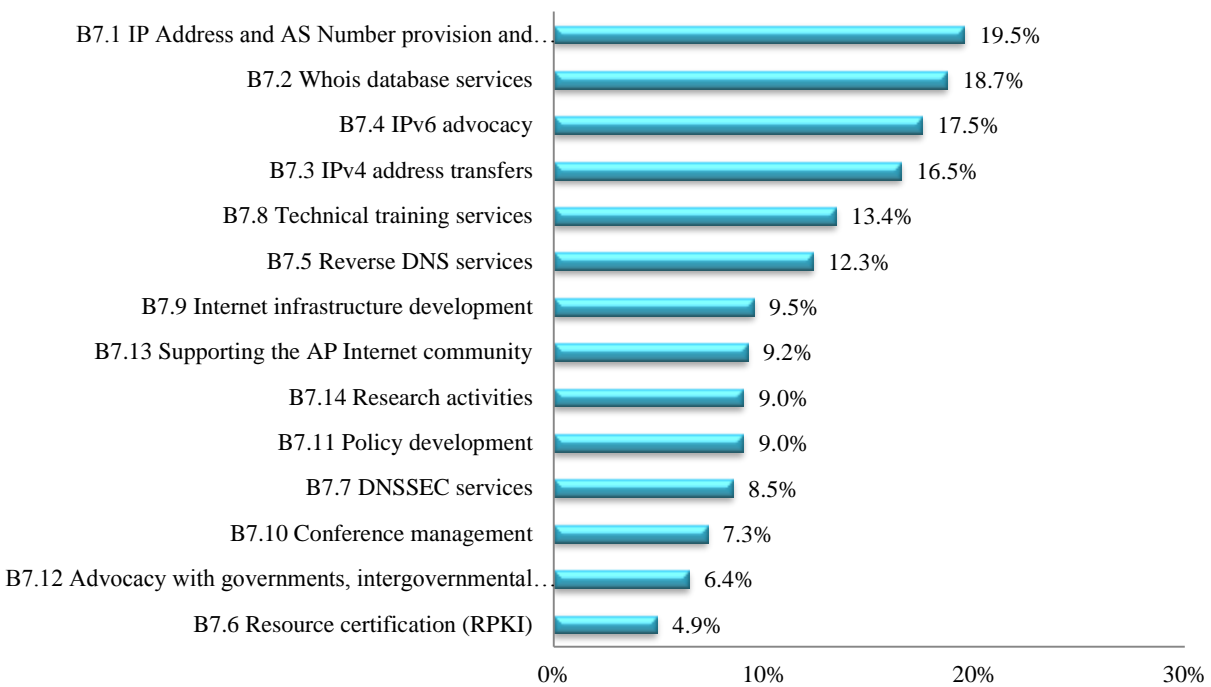 B7.1 IP Address and AS Number provision and… 19.5%
B7.2 Whois database services 18.7%
B7.4 IPv6 advocacy 17.5%
B7.3 IPv4 address transfers 16.5%
B7.8 Technical training services 13.4%
B7.5 Reverse DNS services 12.3%
B7.9 Internet infrastructure development 9.5%
B7.13 Supporting the AP Internet community 9.2%
B7.14 Research activities 9.0%
B7.11 Policy development 9.0%
B7.7 DNSSEC services 8.5%
B7.10 Conference management 7.3%
B7.12 Advocacy with governments, intergovernmental… 6.4%
B7.6 Resource certification (RPKI) 4.9%
0% 10% 20% 30%